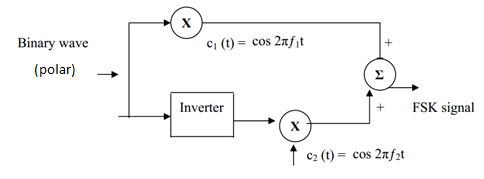 X
Binary wave
(polar)
c₁ (t) = cos 2πf₁t
+
Σ
Inverter
+
FSK signal
X
c₂ (t) = cos 2πf₂t